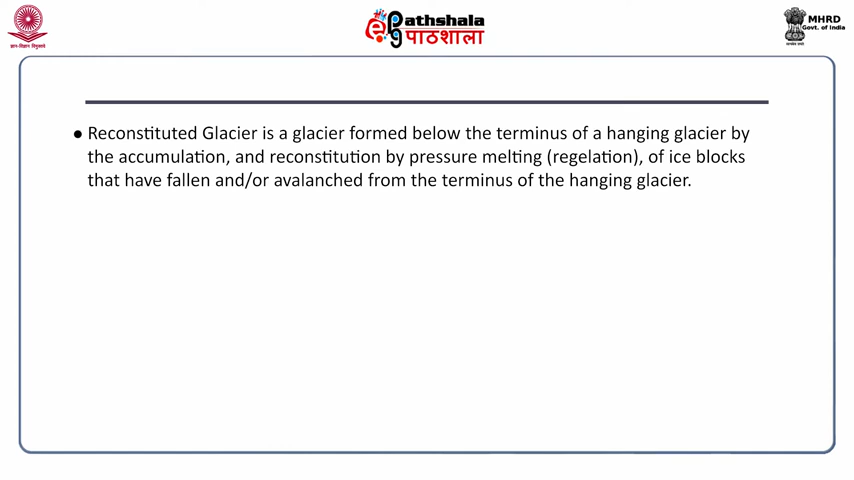 ePG Pathshala
पाठशाला
MHRD
Govt. of India
● Reconstituted Glacier is a glacier formed below the terminus of a hanging glacier by
the accumulation, and reconstitution by pressure melting (regelation), of ice blocks
that have fallen and/or avalanched from the terminus of the hanging glacier.